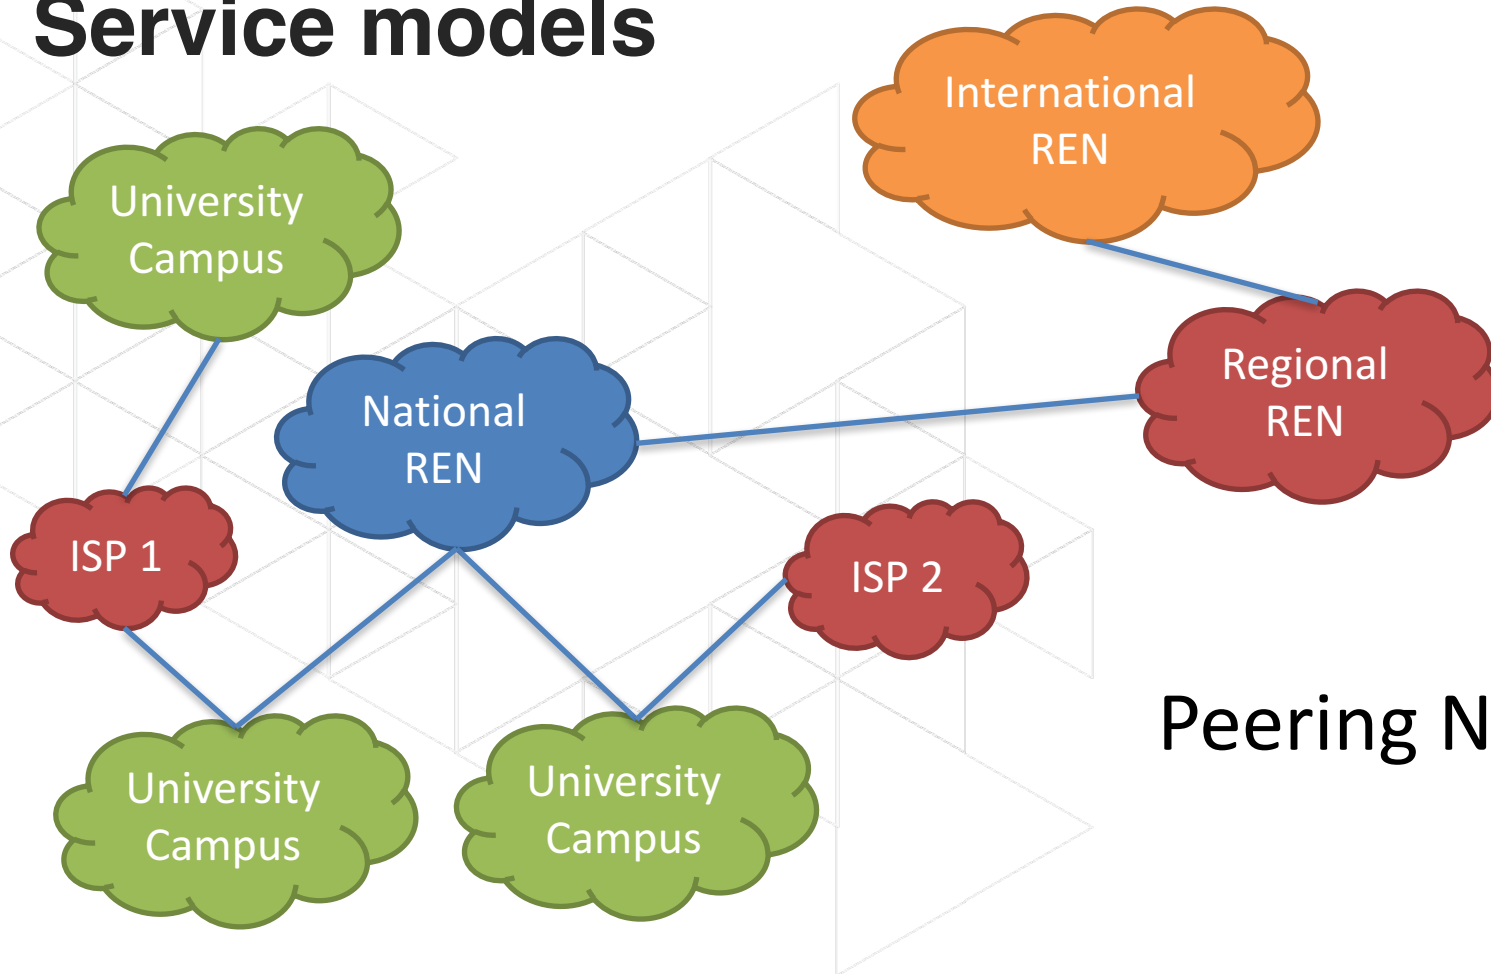 Service models
International
REN
University
Campus
Regional
REN
National
REN
ISP 1
ISP 2
Peering N
University
Campus
University
Campus